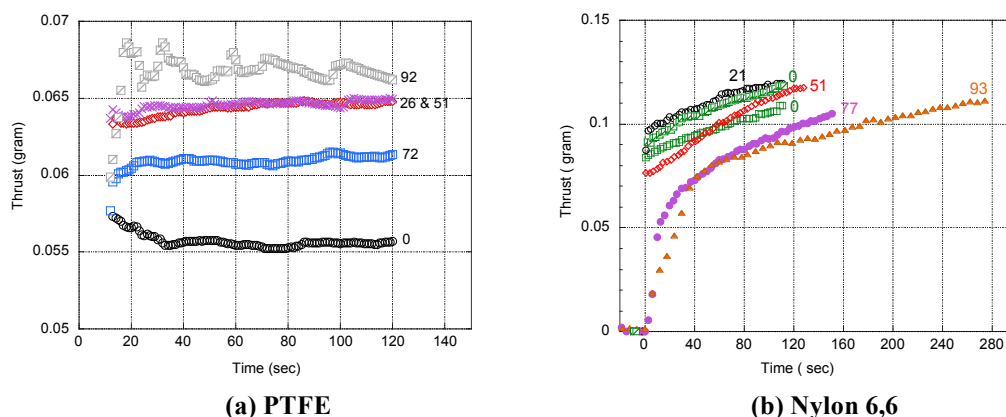 0.07
0.065
0.06
0.055
0.05
Thrust (gram)
92
26 & 51
72
0
0 20 40 60 80 100 120 140
Time (sec)
(a) PTFE
0.15
0.1
0.05
0
Thrust ( gram)
21
0
51
0
77
93
0 40 80 120 160 200 240 280
Time ( sec)
(b) Nylon 6,6